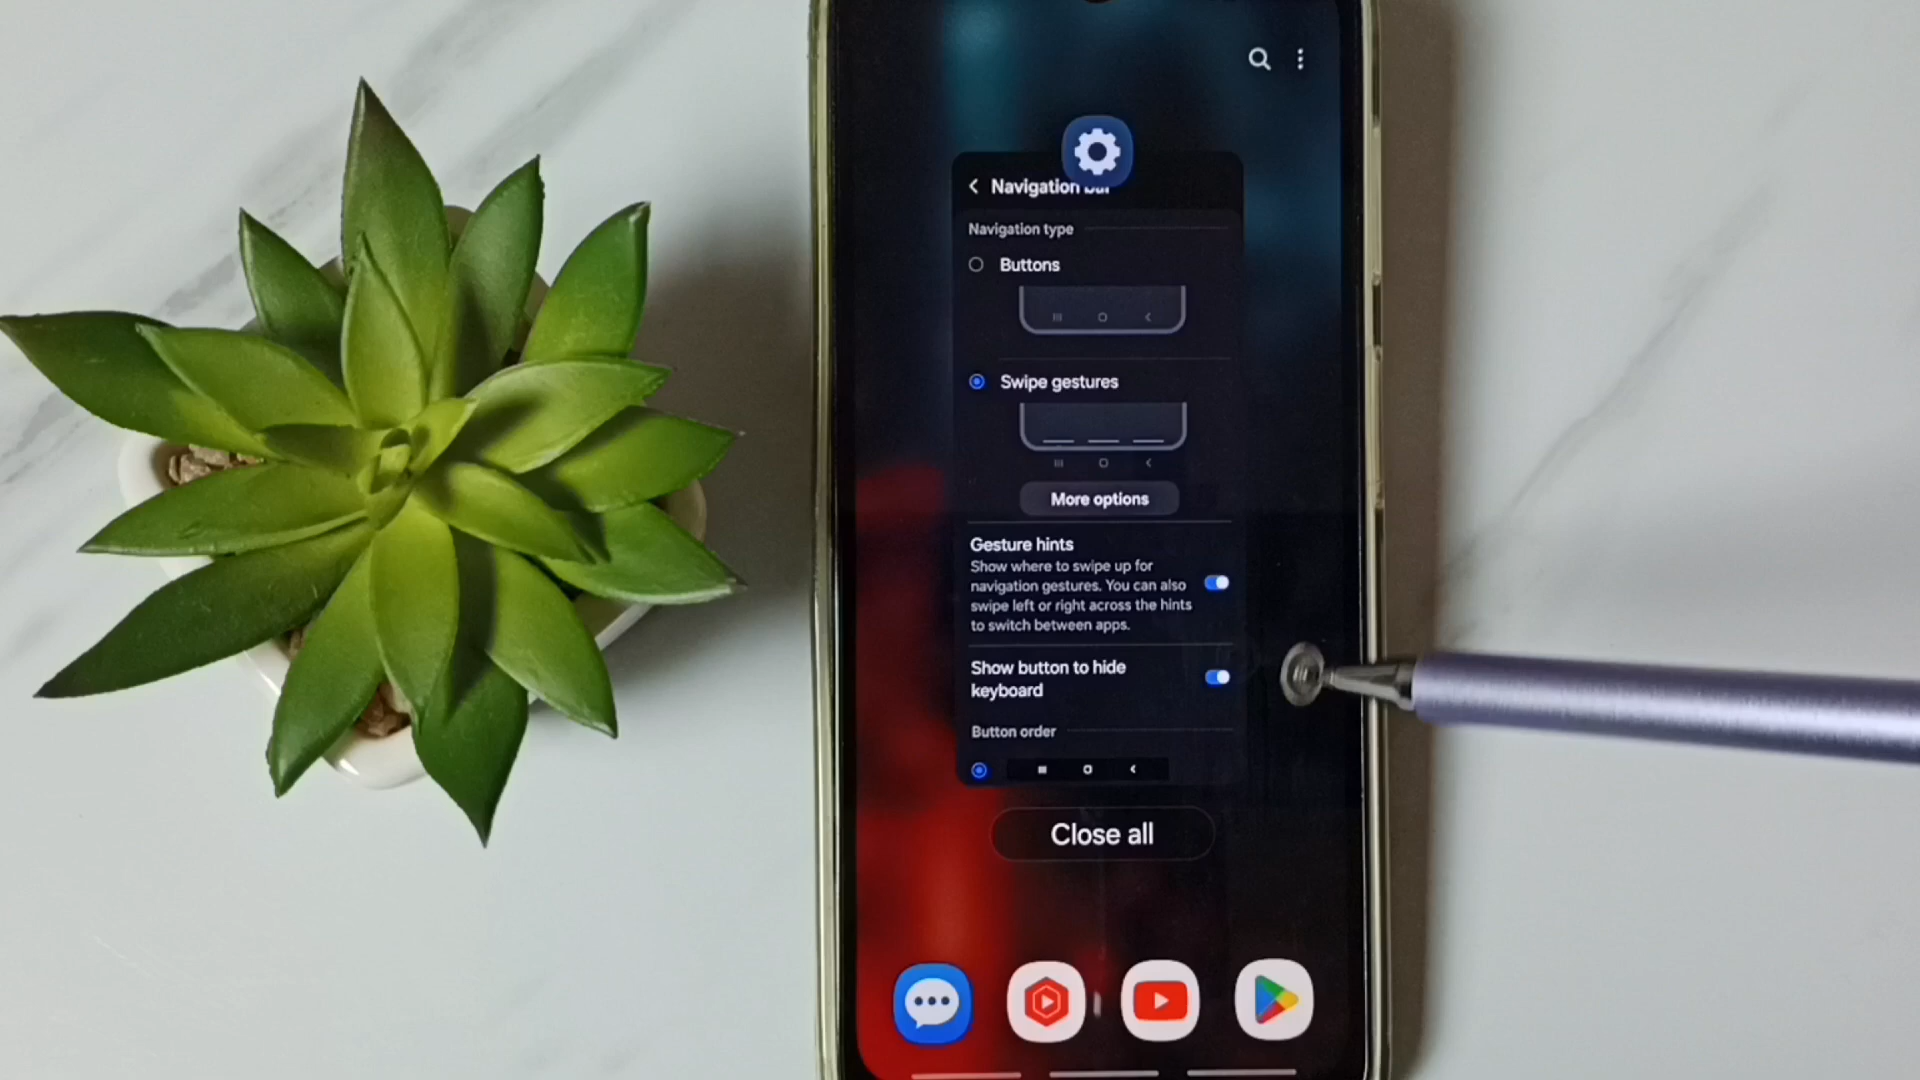 Navigation bar
Navigation type
Buttons
Swipe gestures
More options
Gesture hints
Show where to swipe up for
navigation gestures. You can also
swipe left or right across the hints
to switch between apps.
Show button to hide
keyboard
Button order
Close all